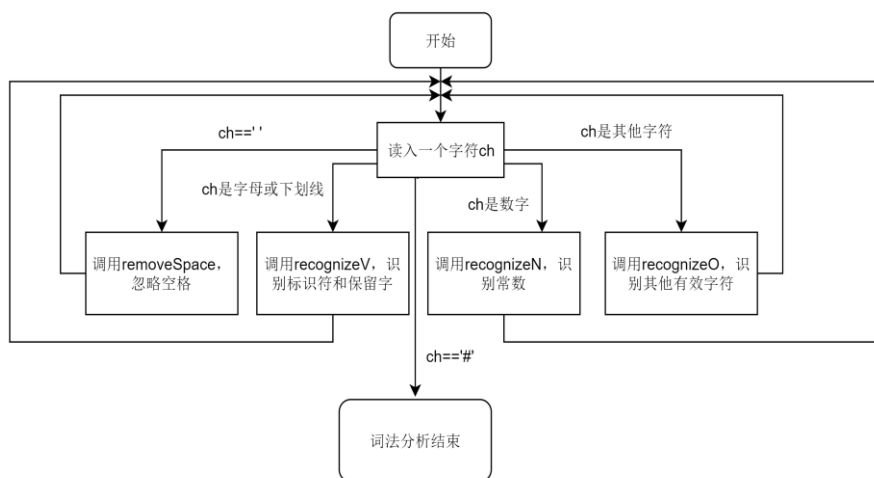 开始
ch==' '
ch是其他字符
读入一个字符ch
ch是字母或下划线
ch是数字
调用removeSpace，
忽略空格
调用recognizeV，识
别标识符和保留字
调用recognizeN，识
别常数
调用recognizeO，识
别其他有效字符
ch=='#'
词法分析结束